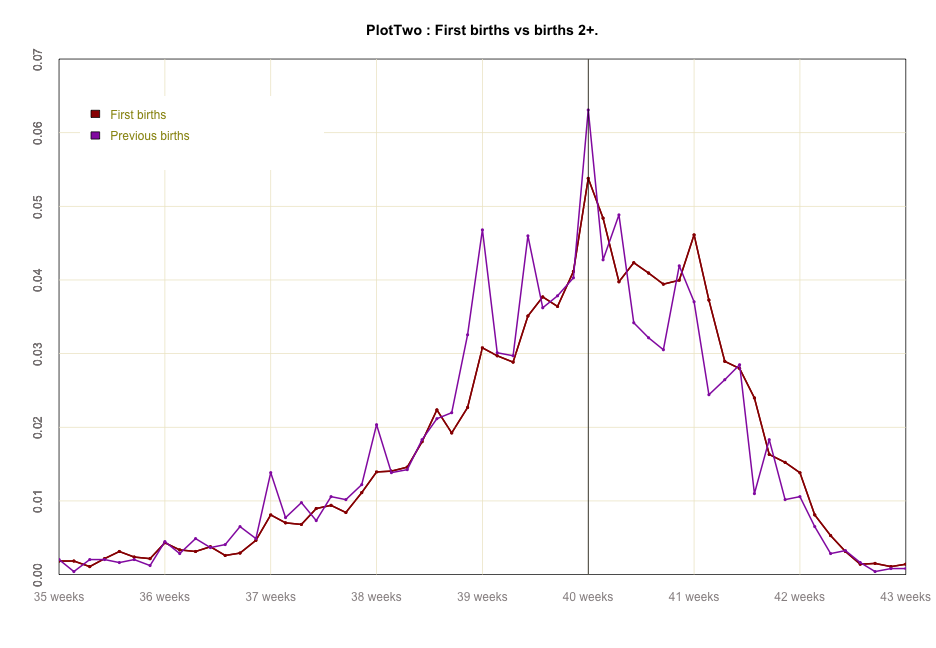 PlotTwo : First births vs births 2+.
0.07
0.06
0.05
0.04
0.03
0.02
0.01
0.00
First births
Previous births
35 weeks 36 weeks 37 weeks 38 weeks 39 weeks 40 weeks 41 weeks 42 weeks 43 weeks